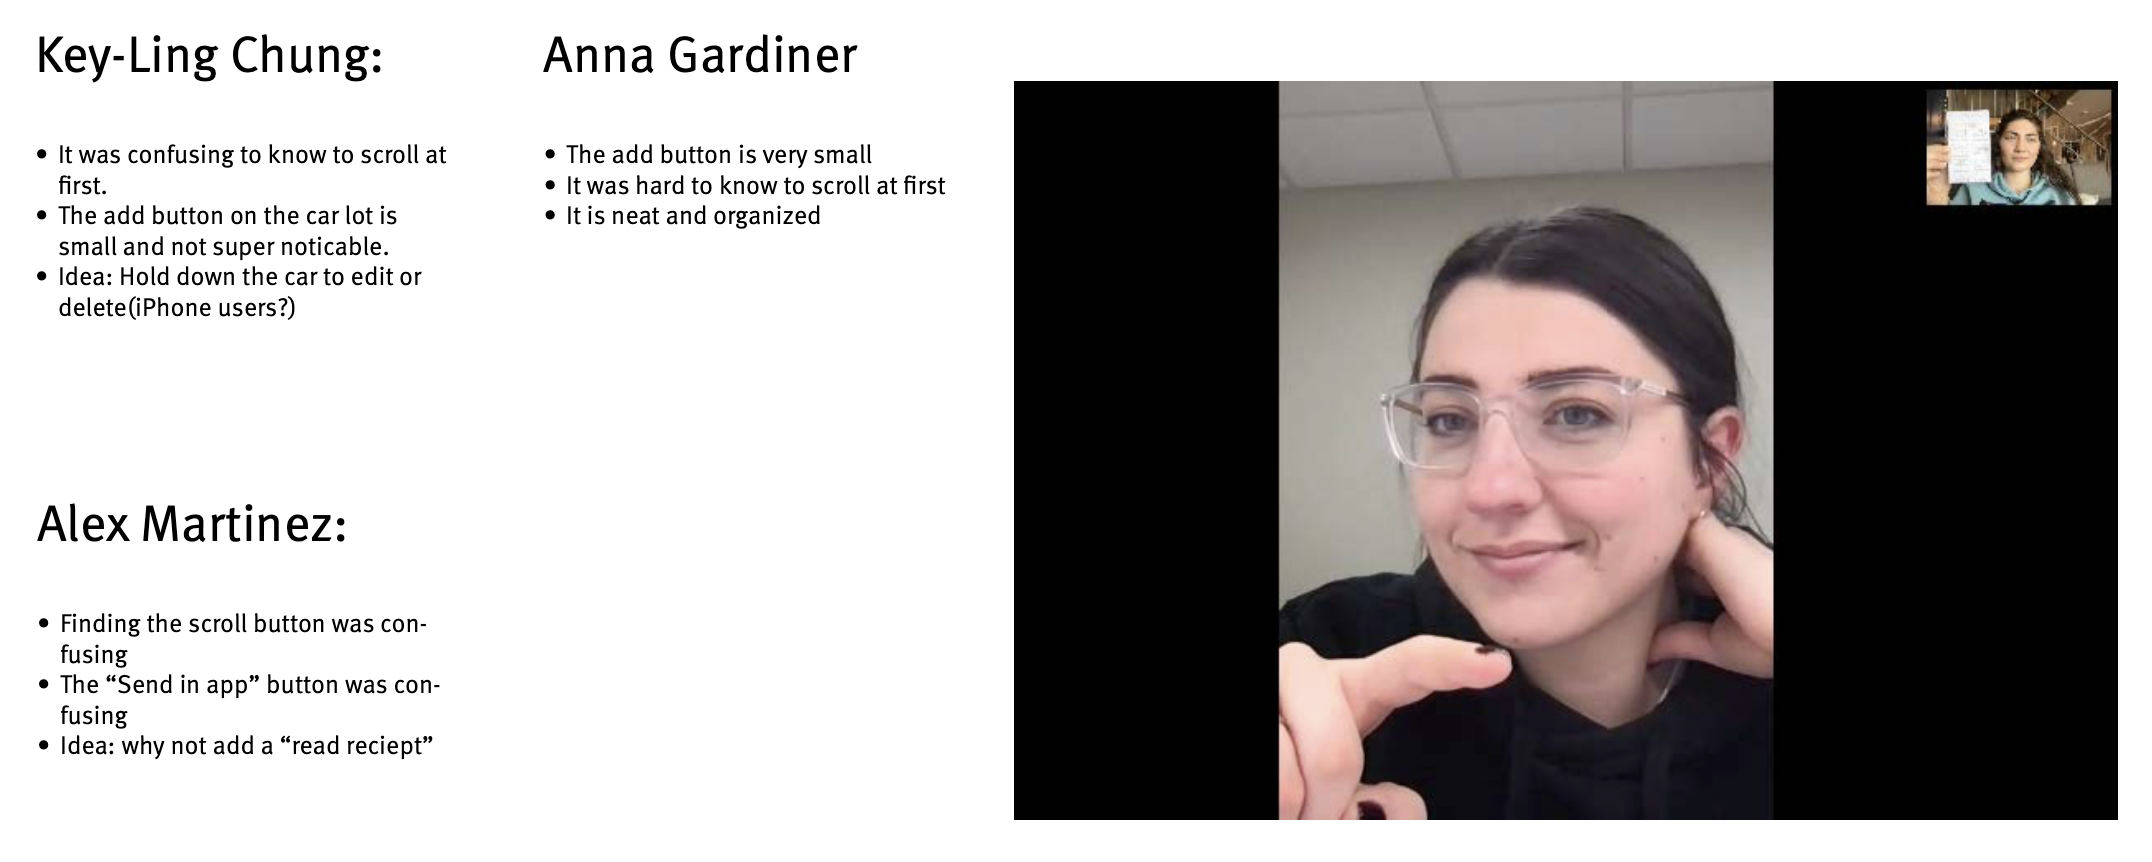 Key-Ling Chung:
• It was confusing to know to scroll at
first.
• The add button on the car lot is
small and not super noticable.
• Idea: Hold down the car to edit or
delete(iPhone users?)
Anna Gardiner
• The add button is very small
• It was hard to know to scroll at first
• It is neat and organized
Alex Martinez:
• Finding the scroll button was con-
fusing
• The “Send in app” button was con-
fusing
• Idea: why not add a “read reciept”